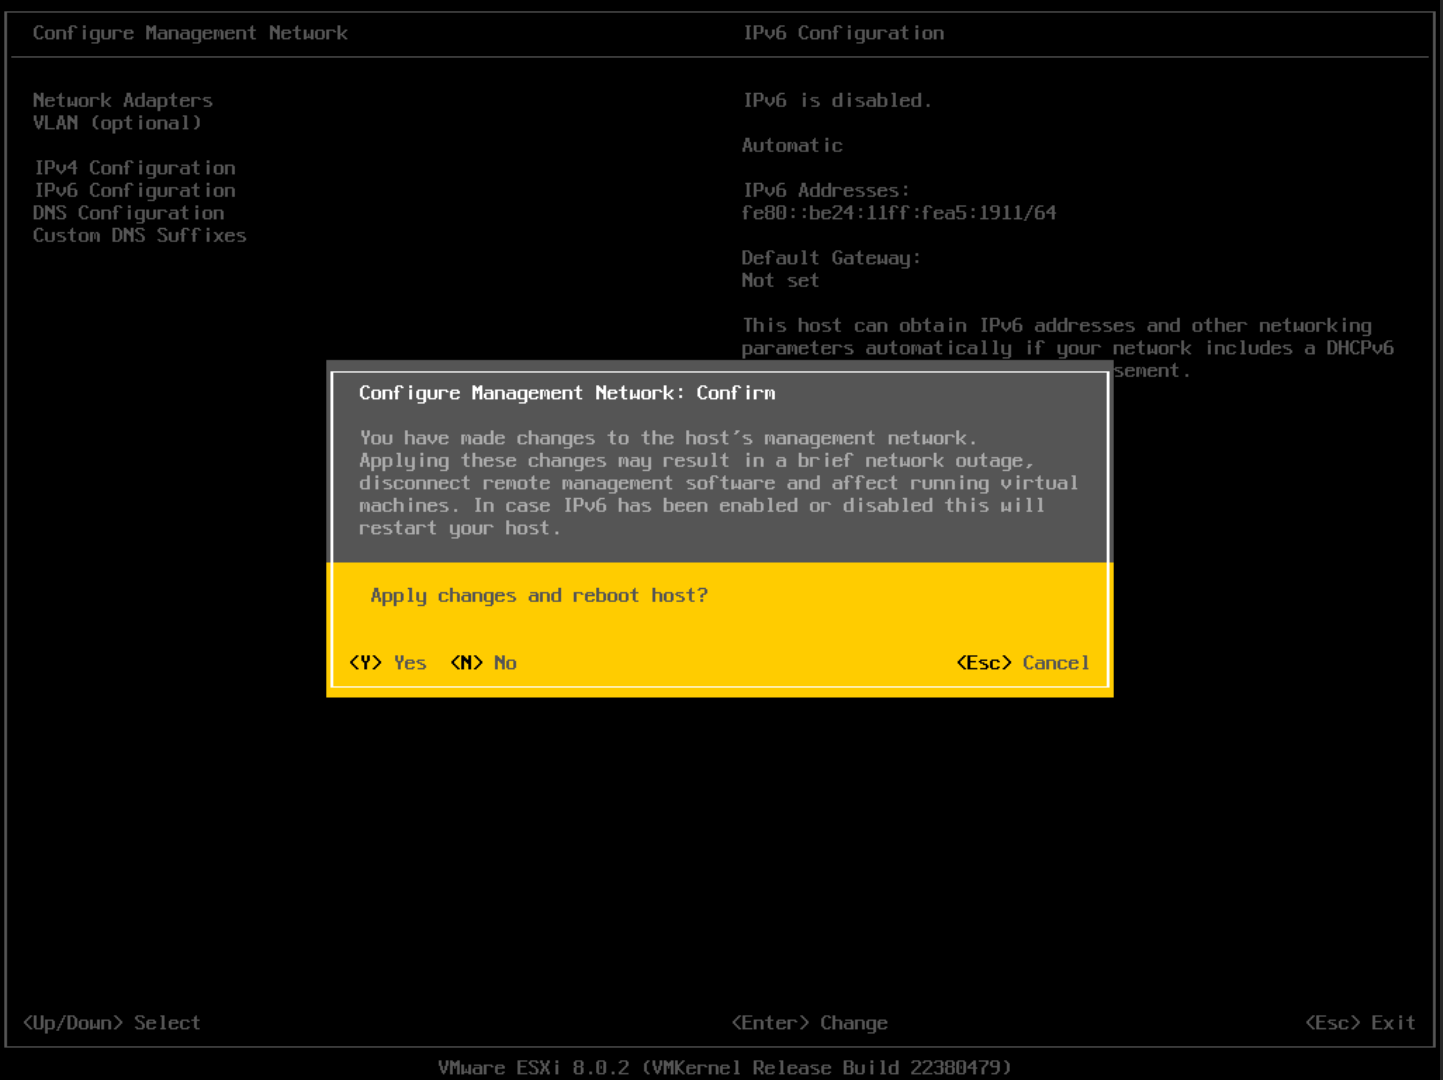 Configure Management Network
IPv6 Configuration
Network Adapters
VLAN (optional)
IPv4 Configuration
IPv6 Configuration
DNS Configuration
Custom DNS Suffixes
IPv6 is disabled.
Automatic
IPv6 Addresses:
fe80::be24:11ff:fea5:1911/64
Default Gateway:
Not set
This host can obtain IPv6 addresses and other networking
parameters automatically if your network includes a DHCPv6
sement.
Configure Management Network: Confirm
You have made changes to the host's management network.
Applying these changes may result in a brief network outage,
disconnect remote management software and affect running virtual
machines. In case IPv6 has been enabled or disabled this will
restart your host.
Apply changes and reboot host?
<Y> Yes <N> No
<Esc> Cancel
<Up/Down> Select
<Enter> Change
<Esc> Exit
VMware ESXi 8.0.2 (VMKernel Release Build 22380479)